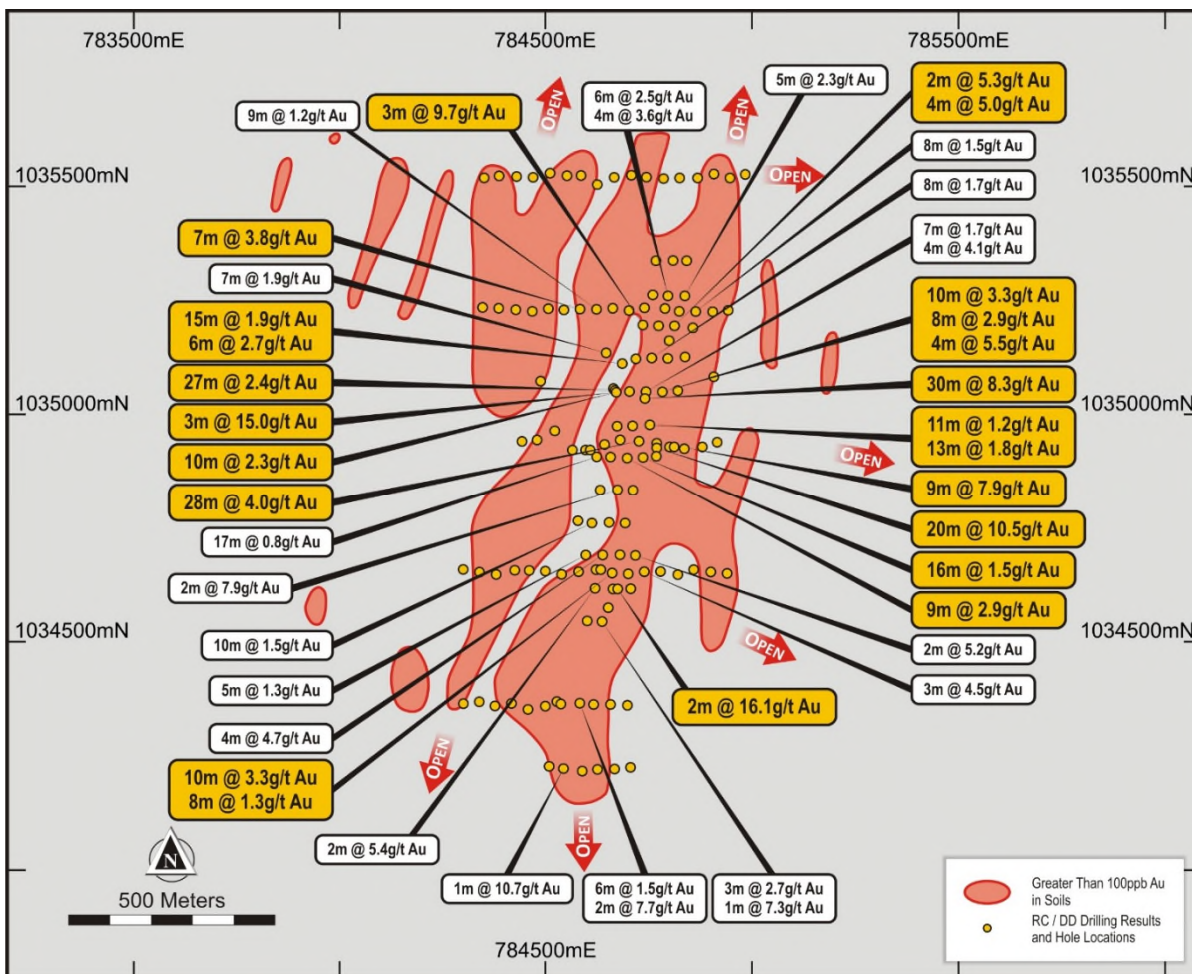 783500mE
784500mE
785500mE
OPEN
OPEN
5m @ 2.3g/t Au
2m @ 5.3g/t Au
4m @ 5.0g/t Au
6m @ 2.5g/t Au
4m @ 3.6g/t Au
3m @ 9.7g/t Au
9m @ 1.2g/t Au
8m @ 1.5g/t Au
1035500mN
OPEN
1035500mN
8m @ 1.7g/t Au
7m @ 3.8g/t Au
7m @ 1.7g/t Au
4m @ 4.1g/t Au
7m @ 1.9g/t Au
10m @ 3.3g/t Au
8m @ 2.9g/t Au
4m @ 5.5g/t Au
15m @ 1.9g/t Au
6m @ 2.7g/t Au
27m @ 2.4g/t Au
30m @ 8.3g/t Au
1035000mN
1035000mN
3m @ 15.0g/t Au
11m @ 1.2g/t Au
13m @ 1.8g/t Au
10m @ 2.3g/t Au
OPEN
9m @ 7.9g/t Au
28m @ 4.0g/t Au
20m @ 10.5g/t Au
17m @ 0.8g/t Au
16m @ 1.5g/t Au
2m @ 7.9g/t Au
9m @ 2.9g/t Au
1034500mN
OPEN
1034500mN
10m @ 1.5g/t Au
2m @ 5.2g/t Au
5m @ 1.3g/t Au
3m @ 4.5g/t Au
2m @ 16.1g/t Au
4m @ 4.7g/t Au
OPEN
10m @ 3.3g/t Au
8m @ 1.3g/t Au
OPEN
2m @ 5.4g/t Au
N
500 Meters
1m @ 10.7g/t Au
6m @ 1.5g/t Au
2m @ 7.7g/t Au
3m @ 2.7g/t Au
1m @ 7.3g/t Au
784500mE
Greater Than 100ppb Au
in Soils
RC / DD Drilling Results
and Hole Locations